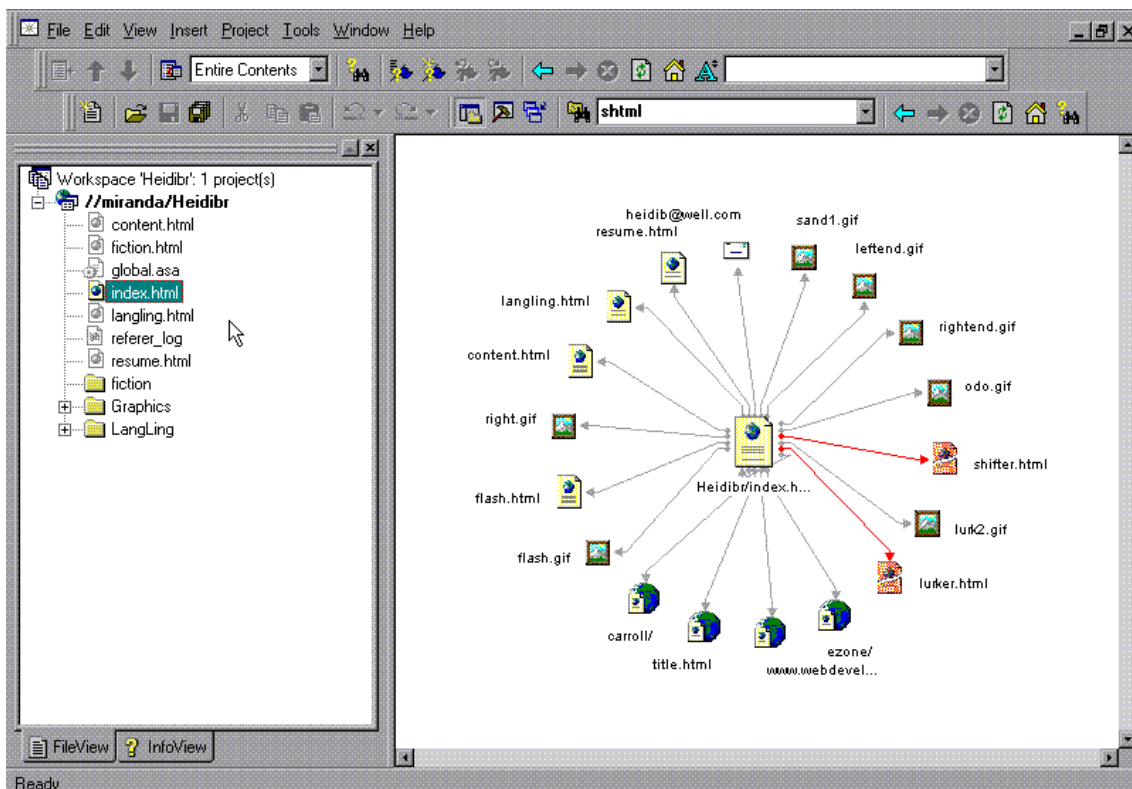 File Edit View Insert Project Tools Window Help
Entire Contents
shtml
Workspace 'Heidibr': 1 project(s)
//miranda/Heidibr
content.html
fiction.html
global.asa
index.html
langling.html
referer_log
resume.html
fiction
Graphics
LangLing
FileView InfoView
Ready
heidib@well.com
resume.html
sand1.gif
leftend.gif
langling.html
rightend.gif
content.html
odo.gif
right.gif
shifter.html
Heidibr/index.h...
flash.html
lurk2.gif
flash.gif
lurker.html
carroll/
title.html
ezone/
www.webdevel...